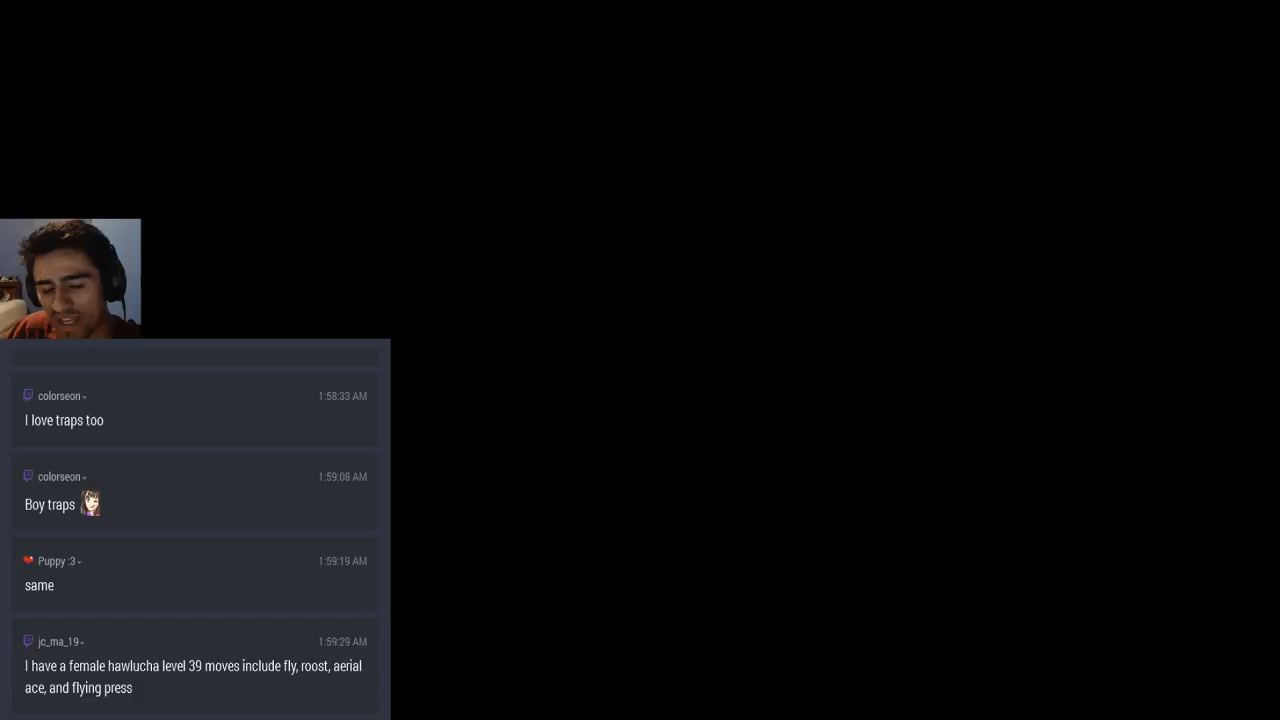 colorseon
1:58:33 AM
I love traps too
colorseon
1:59:08 AM
Boy traps
Puppy :3
1:59:19 AM
same
jc_ma_19
1:59:29 AM
I have a female hawlucha level 39 moves include fly, roost, aerial
ace, and flying press